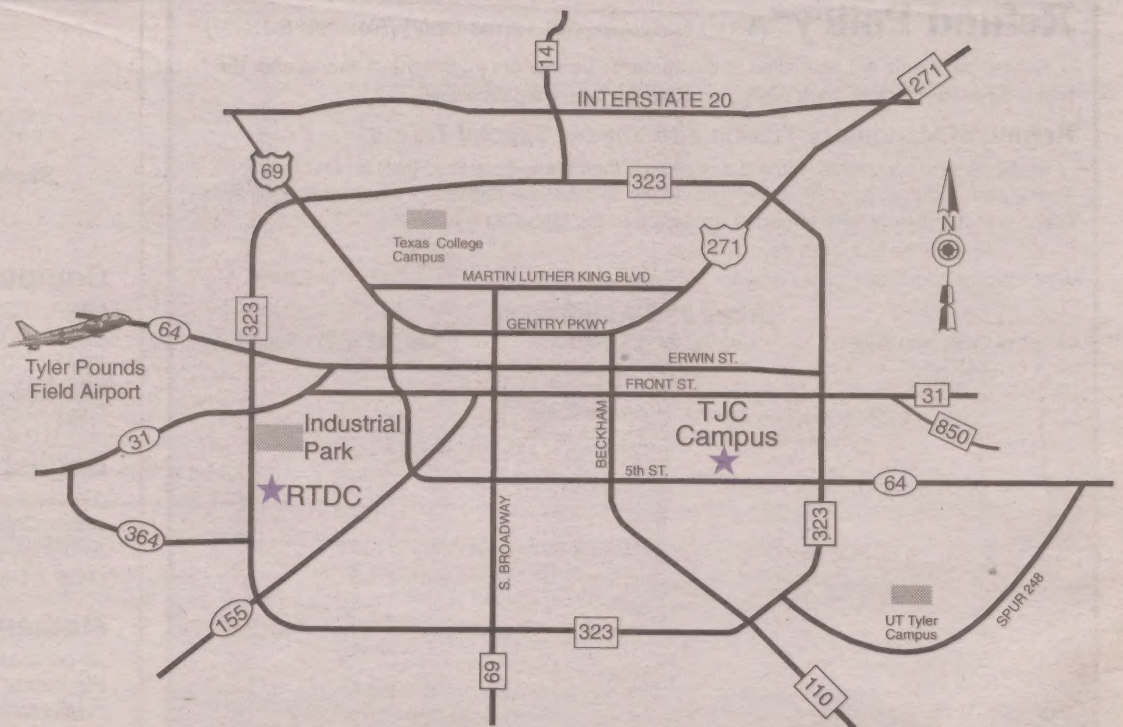 Refund Policy
14
271
INTERSTATE 20
69
323
N
Texas College
Campus
271
MARTIN LUTHER KING BLVD
323
64
GENTRY PKWY
Tyler Pounds
Field Airport
ERWIN ST.
FRONT ST.
31
TJC
Campus
850
31
Industrial
Park
BECKHAM
5th ST.
64
RTDC
S. BROADWAY
323
364
SPUR 248
155
UT Tyler
Campus
323
69
110